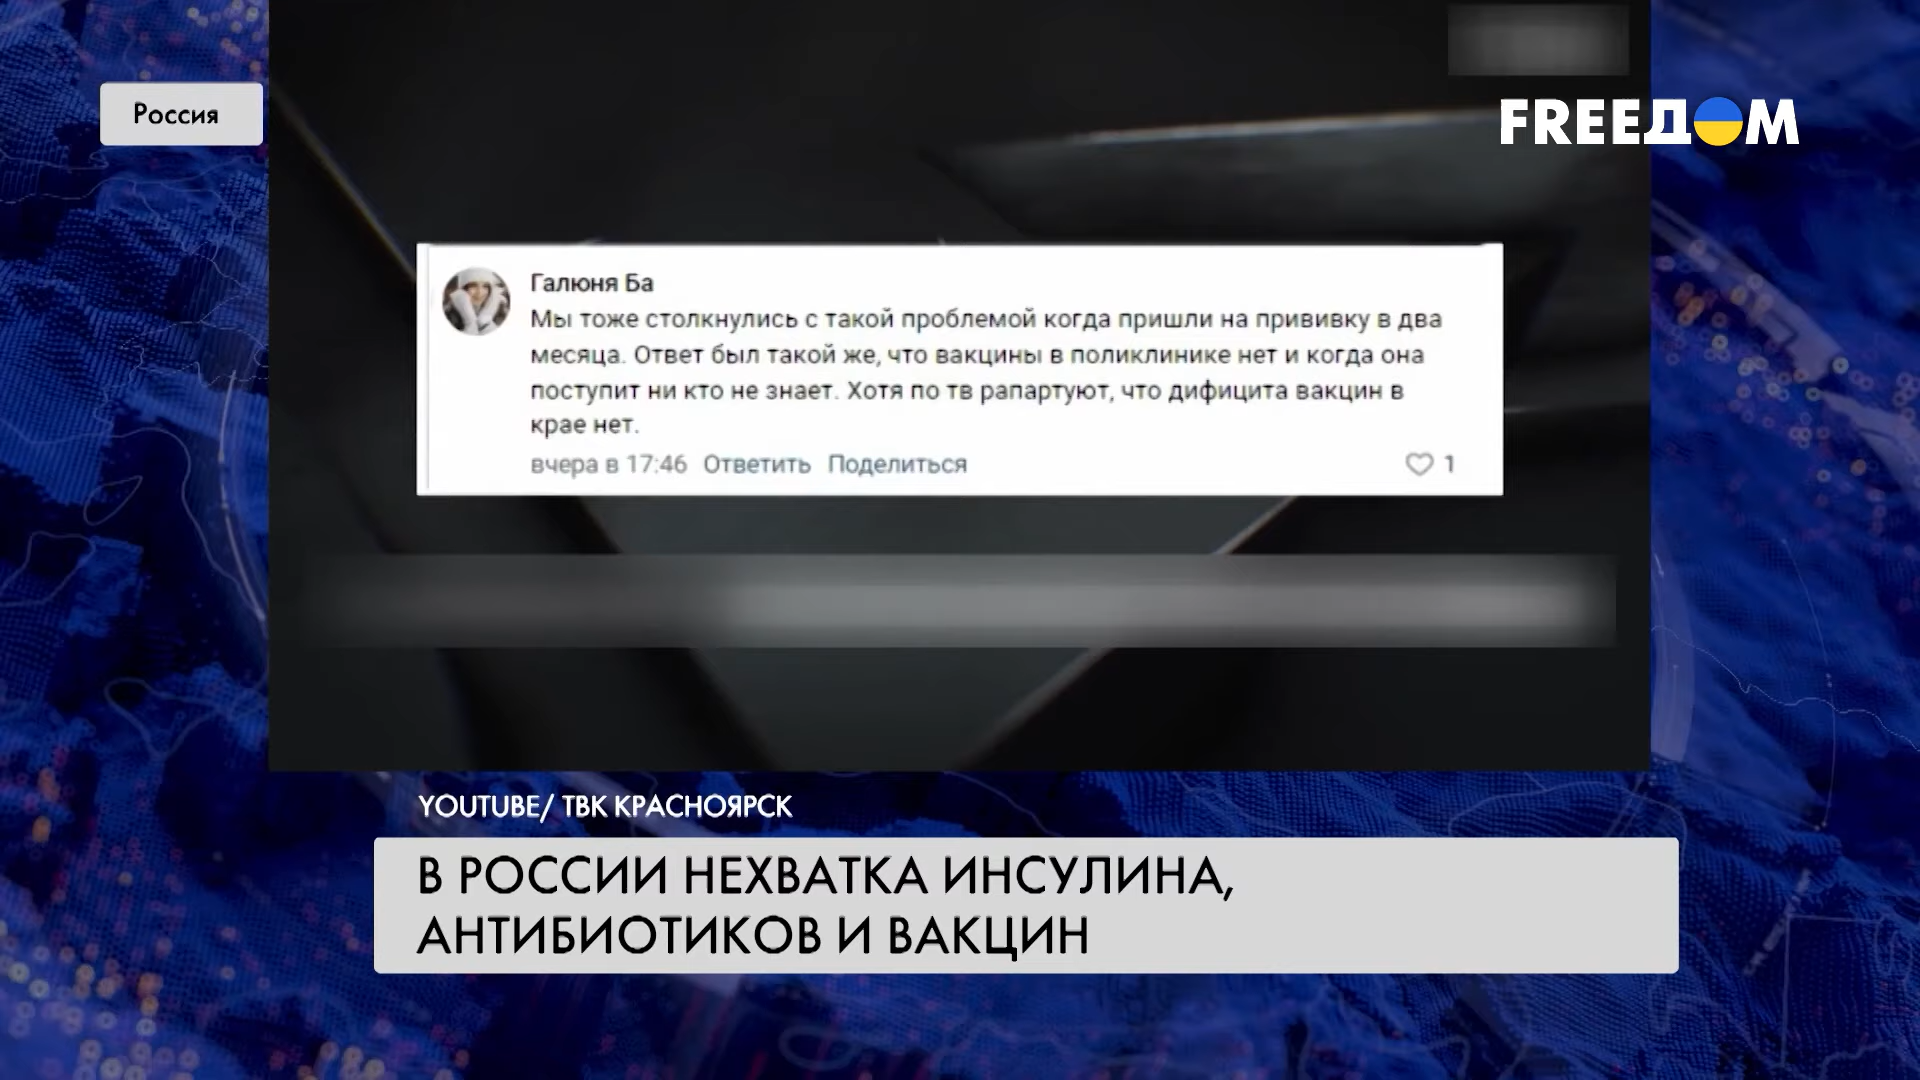 Россия
FREEДOM
Галюня Ба
Мы тоже столкнулись с такой проблемой когда пришли на прививку в два
месяца. Ответ был такой же, что вакцины в поликлинике нет и когда она
поступит ни кто не знает. Хотя по тв рапартуют, что дифицита вакцин в
крае нет.
вчера в 17:46 Ответить Поделиться 1
YOUTUBE/ ТВК КРАСНОЯРСК
В РОССИИ НЕХВАТКА ИНСУЛИНА,
АНТИБИОТИКОВ И ВАКЦИН